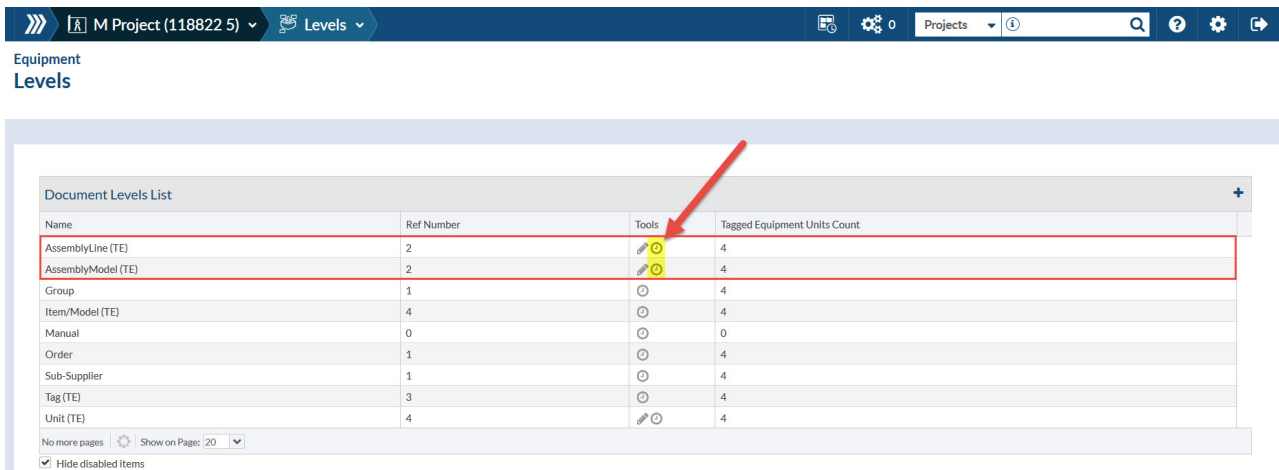 M Project (118822 5) Levels 0 Projects
Equipment
Levels
Document Levels List
Name Ref Number Tools Tagged Equipment Units Count
AssemblyLine (TE) 2 4
AssemblyModel (TE) 2 4
Group 1 4
Item/Model (TE) 4 4
Manual 0 0
Order 1 4
Sub-Supplier 1 4
Tag (TE) 3 4
Unit (TE) 4 4
No more pages Show on Page: 20
Hide disabled items